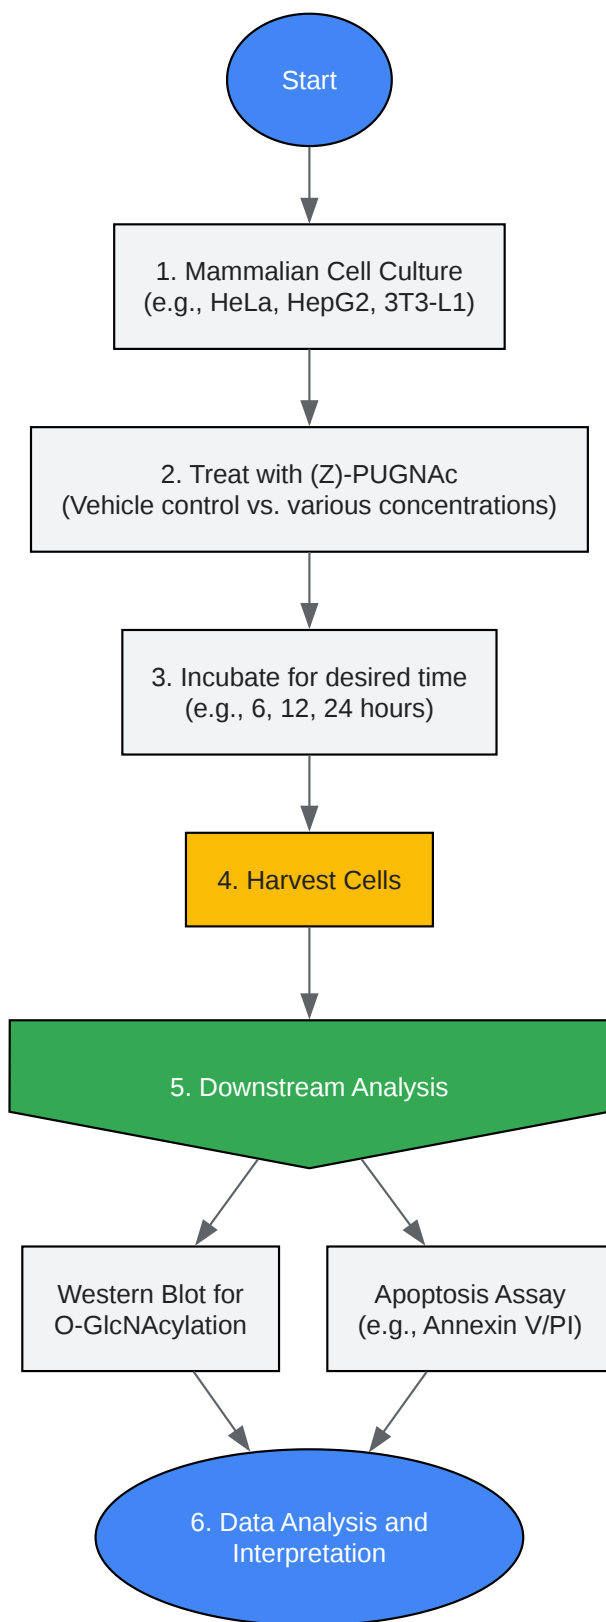 Start
1. Mammalian Cell Culture
(e.g., HeLa, HepG2, 3T3-L1)
2. Treat with (Z)-PUGNAc
(Vehicle control vs. various concentrations)
3. Incubate for desired time
(e.g., 6, 12, 24 hours)
4. Harvest Cells
5. Downstream Analysis
Western Blot for
O-GlcNAcylation
Apoptosis Assay
(e.g., Annexin V/PI)
6. Data Analysis and
Interpretation